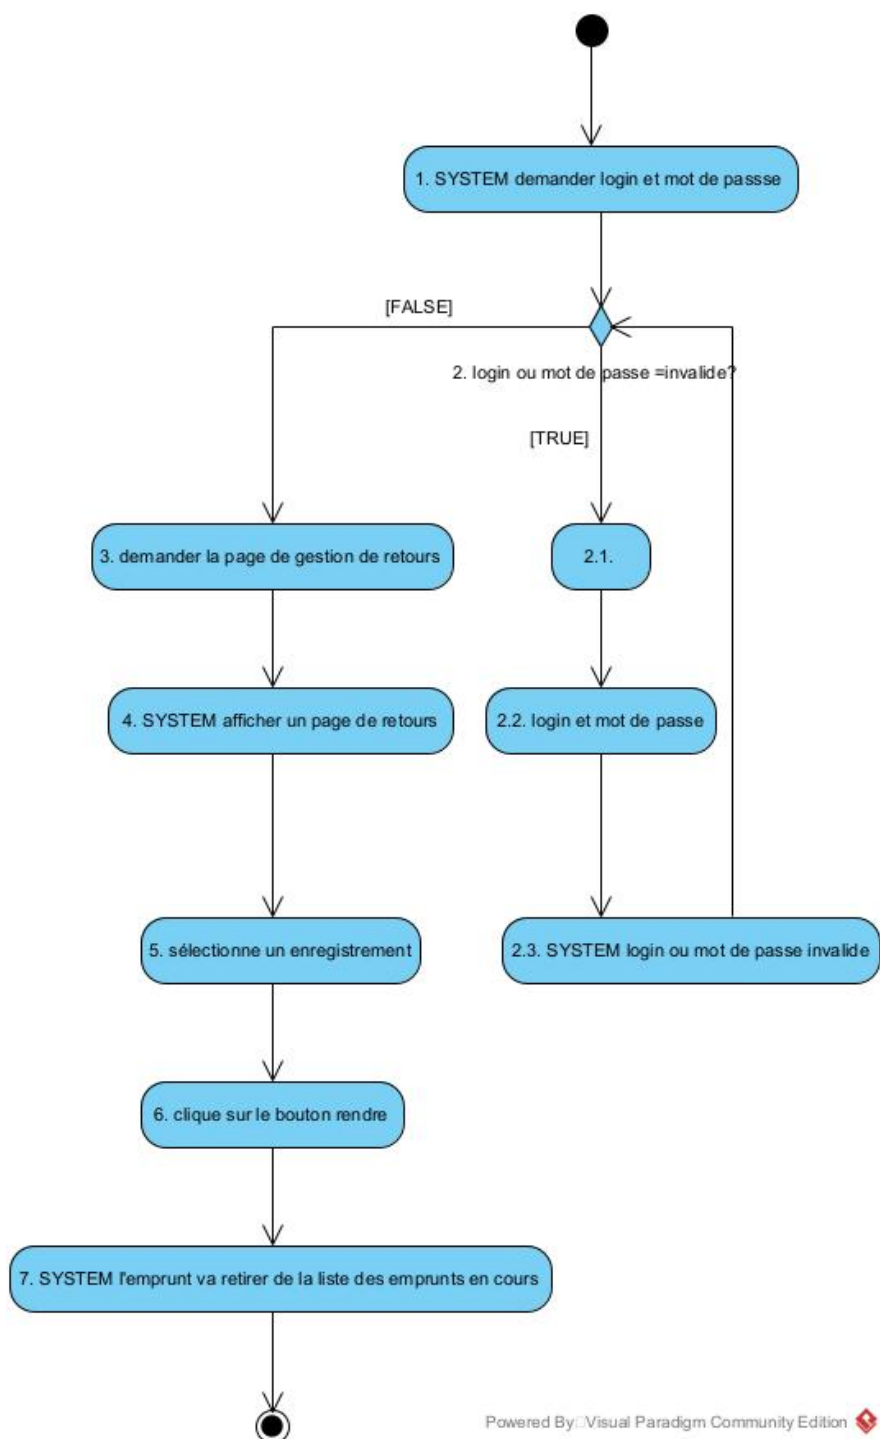 1. SYSTEM demander login et mot de passse
[FALSE]
2. login ou mot de passe =invalide?
[TRUE]
3. demander la page de gestion de retours
2.1.
4. SYSTEM afficher un page de retours
2.2. login et mot de passe
5. sélectionne un enregistrement
2.3. SYSTEM login ou mot de passe invalide
6. clique sur le bouton rendre
7. SYSTEM l'emprunt va retirer de la liste des emprunts en cours
Powered By Visual Paradigm Community Edition